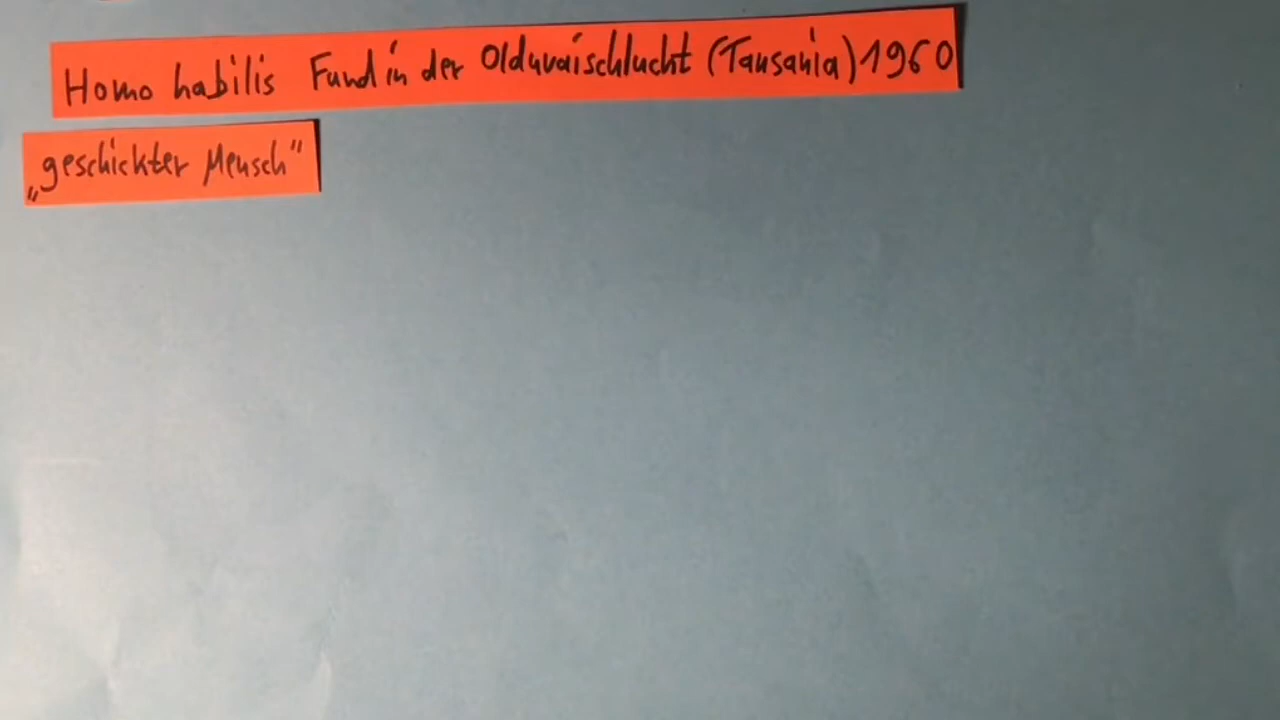 Homo habilis Fund in der Olduvaischlucht (Tansania) 1960
„geschickter Mensch“